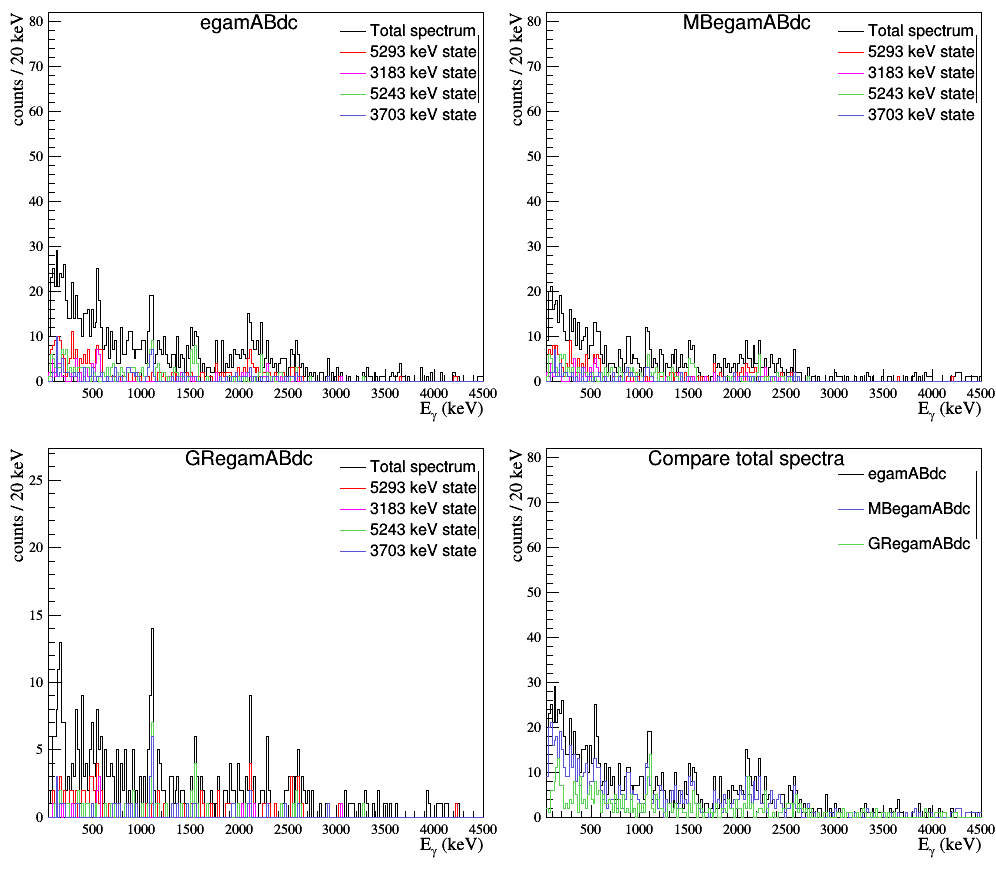 egamABdc
counts / 20 keV
80
70
60
50
40
30
20
10
0
Total spectrum
5293 keV state
3183 keV state
5243 keV state
3703 keV state
500 1000 1500 2000 2500 3000 3500 4000 4500
Eγ (keV)
MBegamABdc
counts / 20 keV
80
70
60
50
40
30
20
10
0
Total spectrum
5293 keV state
3183 keV state
5243 keV state
3703 keV state
500 1000 1500 2000 2500 3000 3500 4000 4500
Eγ (keV)
GRegamABdc
counts / 20 keV
25
20
15
10
5
0
Total spectrum
5293 keV state
3183 keV state
5243 keV state
3703 keV state
500 1000 1500 2000 2500 3000 3500 4000 4500
Eγ (keV)
Compare total spectra
counts / 20 keV
80
70
60
50
40
30
20
10
0
egamABdc
MBegamABdc
GRegamABdc
500 1000 1500 2000 2500 3000 3500 4000 4500
Eγ (keV)